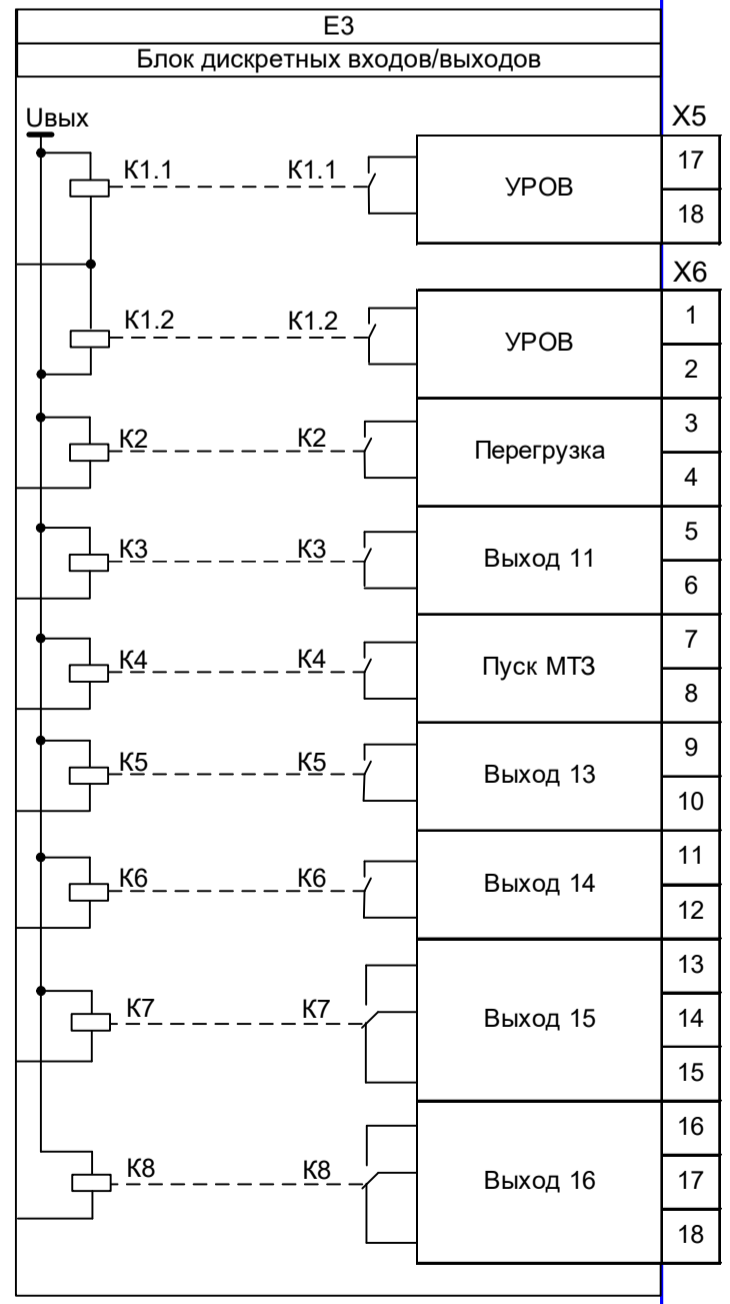 E3
Блок дискретных входов/выходов
Uвых
X5
К1.1 К1.1 УРОВ 17
18
X6
К1.2 К1.2 УРОВ 1
2
К2 К2 Перегрузка 3
4
К3 К3 Выход 11 5
6
К4 К4 Пуск МТЗ 7
8
К5 К5 Выход 13 9
10
К6 К6 Выход 14 11
12
К7 К7 Выход 15 13
14
15
К8 К8 Выход 16 16
17
18